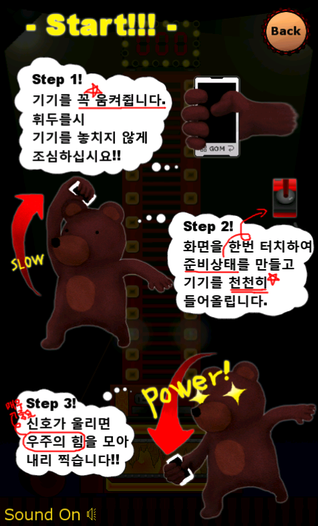 - Start!!! -
Back
Step 1!
기기를 꼭 움켜쥡니다.
휘두를시
기기를 놓치지 않게
조심하십시요!!
GOM
SLOW
Step 2!
화면을 한번 터치하여
준비상태를 만들고
기기를 천천히
들어올립니다.
Power!
Step 3!
신호가 울리면
우주의 힘을 모아
내리 찍습니다!!
Sound On